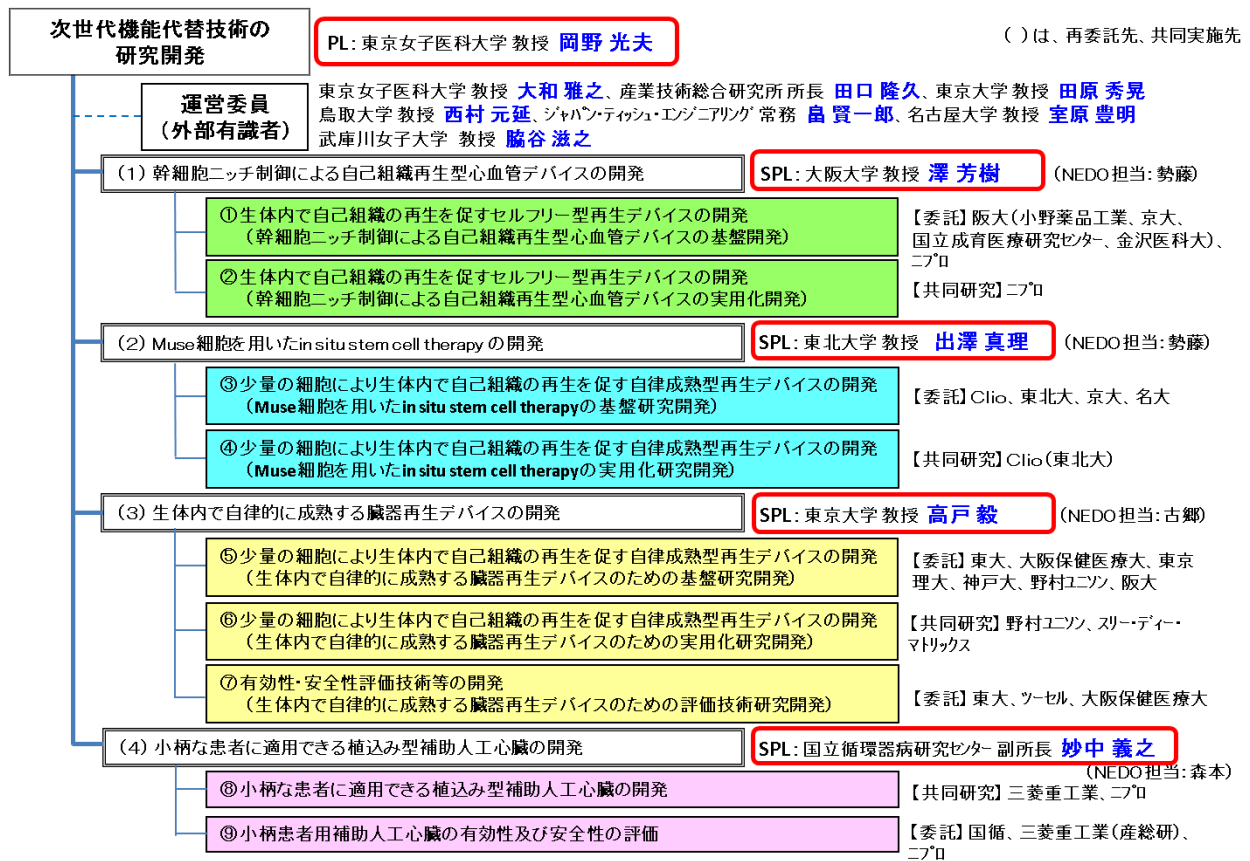 次世代機能代替技術の
研究開発
PL:東京女子医科大学 教授 岡野 光夫
( )は、再委託先、共同実施先
運営委員
(外部有識者)
東京女子医科大学 教授 大和 雅之、産業技術総合研究所 所長 田口 隆久、東京大学 教授 田原 秀晃
鳥取大学 教授 西村 元延、ジャパン・ティッシュ・エンジニアリング 常務 畠 賢一郎、名古屋大学 教授 室原 豊明
武庫川女子大学 教授 脇谷 滋之
(1) 幹細胞ニッチ制御による自己組織再生型心血管デバイスの開発
SPL:大阪大学 教授 澤 芳樹
(NEDO担当:勢藤)
①生体内で自己組織の再生を促すセルフリー型再生デバイスの開発
(幹細胞ニッチ制御による自己組織再生型心血管デバイスの基盤開発)
【委託】阪大(小野薬品工業、京大、
国立成育医療研究センター、金沢医科大)、
ニプロ
②生体内で自己組織の再生を促すセルフリー型再生デバイスの開発
(幹細胞ニッチ制御による自己組織再生型心血管デバイスの実用化開発)
【共同研究】ニプロ
(2) Muse細胞を用いたin situ stem cell therapy の開発
SPL:東北大学 教授 出澤 真理
(NEDO担当:勢藤)
③少量の細胞により生体内で自己組織の再生を促す自律成熟型再生デバイスの開発
(Muse細胞を用いたin situ stem cell therapyの基盤研究開発)
【委託】Clio、東北大、京大、名大
④少量の細胞により生体内で自己組織の再生を促す自律成熟型再生デバイスの開発
(Muse細胞を用いたin situ stem cell therapyの実用化研究開発)
【共同研究】Clio(東北大)
(3) 生体内で自律的に成熟する臓器再生デバイスの開発
SPL:東京大学 教授 高戸 毅
(NEDO担当:古郷)
⑤少量の細胞により生体内で自己組織の再生を促す自律成熟型再生デバイスの開発
(生体内で自律的に成熟する臓器再生デバイスのための基盤研究開発)
【委託】東大、大阪保健医療大、東京
理大、神戸大、野村ユニソン、阪大
⑥少量の細胞により生体内で自己組織の再生を促す自律成熟型再生デバイスの開発
(生体内で自律的に成熟する臓器再生デバイスのための実用化研究開発)
【共同研究】野村ユニソン、スリー・ディー・
マトリックス
⑦有効性・安全性評価技術等の開発
(生体内で自律的に成熟する臓器再生デバイスのための評価技術研究開発)
【委託】東大、ツーセル、大阪保健医療大
(4) 小柄な患者に適用できる植込み型補助人工心臓の開発
SPL:国立循環器病研究センター 副所長 妙中 義之
(NEDO担当:森本)
⑧小柄な患者に適用できる植込み型補助人工心臓の開発
【共同研究】三菱重工業、ニプロ
⑨小柄患者用補助人工心臓の有効性及び安全性の評価
【委託】国循、三菱重工業(産総研)、
ニプロ